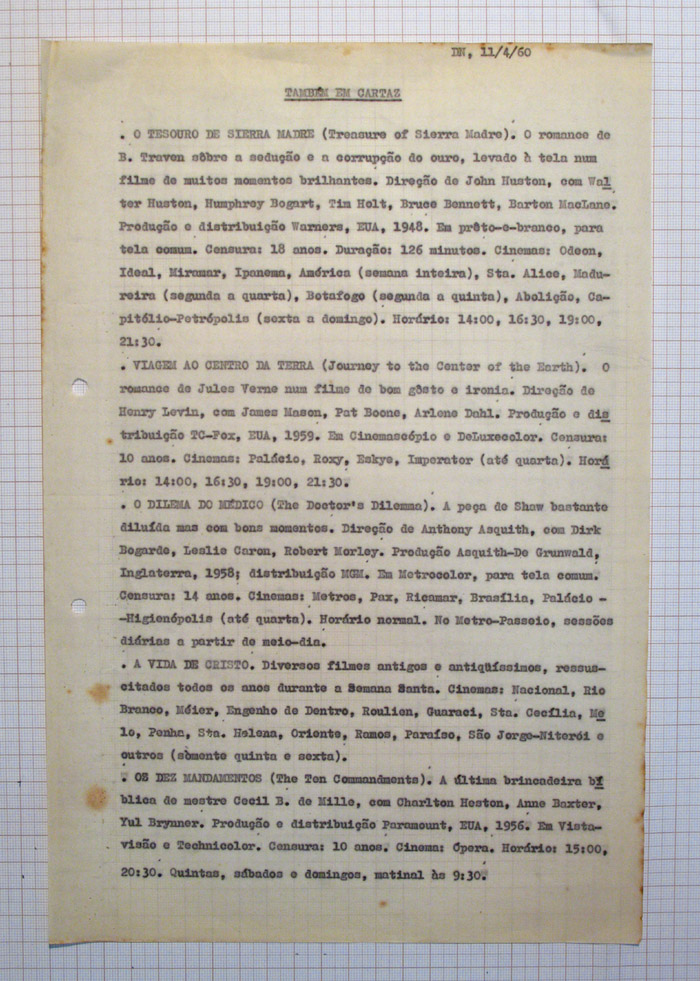 DN, 11/4/60
TAMBÉM EM CARTAZ
. O TESOURO DE SIERRA MADRE (Treasure of Sierra Madre). O romance de
B. Traven sôbre a sedução e a corrupção do ouro, levado à tela num
filme de muitos momentos brilhantes. Direção de John Huston, com Wal
ter Huston, Humphrey Bogart, Tim Holt, Bruce Bennett, Barton MacLane.
Produção e distribuição Warners, EUA, 1948. Em prêto-e-branco, para
tela comum. Censura: 18 anos. Duração: 126 minutos. Cinemas: Odeon,
Ideal, Miramar, Ipanema, América (semana inteira), Sta. Alice, Madu-
reira (segunda a quarta), Botafogo (segunda a quinta), Abolição, Ca-
pitólio-Petrópolis (sexta a domingo). Horário: 14:00, 16:30, 19:00,
21:30.
. VIAGEM AO CENTRO DA TERRA (Journey to the Center of the Earth). O
romance de Jules Verne num filme de bom gôsto e ironia. Direção de
Henry Levin, com James Mason, Pat Boone, Arlene Dahl. Produção e dis
tribuição TC-Fox, EUA, 1959. Em Cinemascópio e DeLuxecolor. Censura:
10 anos. Cinemas: Palácio, Roxy, Eskye, Imperator (até quarta). Horá
rio: 14:00, 16:30, 19:00, 21:30.
. O DILEMA DO MÉDICO (The Doctor's Dilemma). A peça de Shaw bastante
diluída mas com bons momentos. Direção de Anthony Asquith, com Dirk
Bogarde, Leslie Caron, Robert Morley. Produção Asquith-De Grunwald,
Inglaterra, 1958; distribuição MGM. Em Metrocolor, para tela comum.
Censura: 14 anos. Cinemas: Metros, Pax, Ricamar, Brasília, Palácio -
-Higienópolis (até quarta). Horário normal. No Metro-Passeio, sessões
diárias a partir de meio-dia.
. A VIDA DE CRISTO. Diversos filmes antigos e antiqüíssimos, ressus-
citados todos os anos durante a Semana Santa. Cinemas: Nacional, Rio
Branco, Méier, Engenho de Dentro, Roulien, Guaraci, Sta. Cecília, Me
lo, Penha, Sta. Helena, Oriente, Ramos, Paraíso, São Jorge-Niterói e
outros (sòmente quinta e sexta).
. OS DEZ MANDAMENTOS (The Ten Commandments). A última brincadeira bí
blica de mestre Cecil B. de Mille, com Charlton Heston, Anne Baxter,
Yul Brynner. Produção e distribuição Paramount, EUA, 1956. Em Vista-
visão e Technicolor. Censura: 10 anos. Cinema: Ópera. Horário: 15:00,
20:30. Quintas, sábados e domingos, matinal às 9:30.